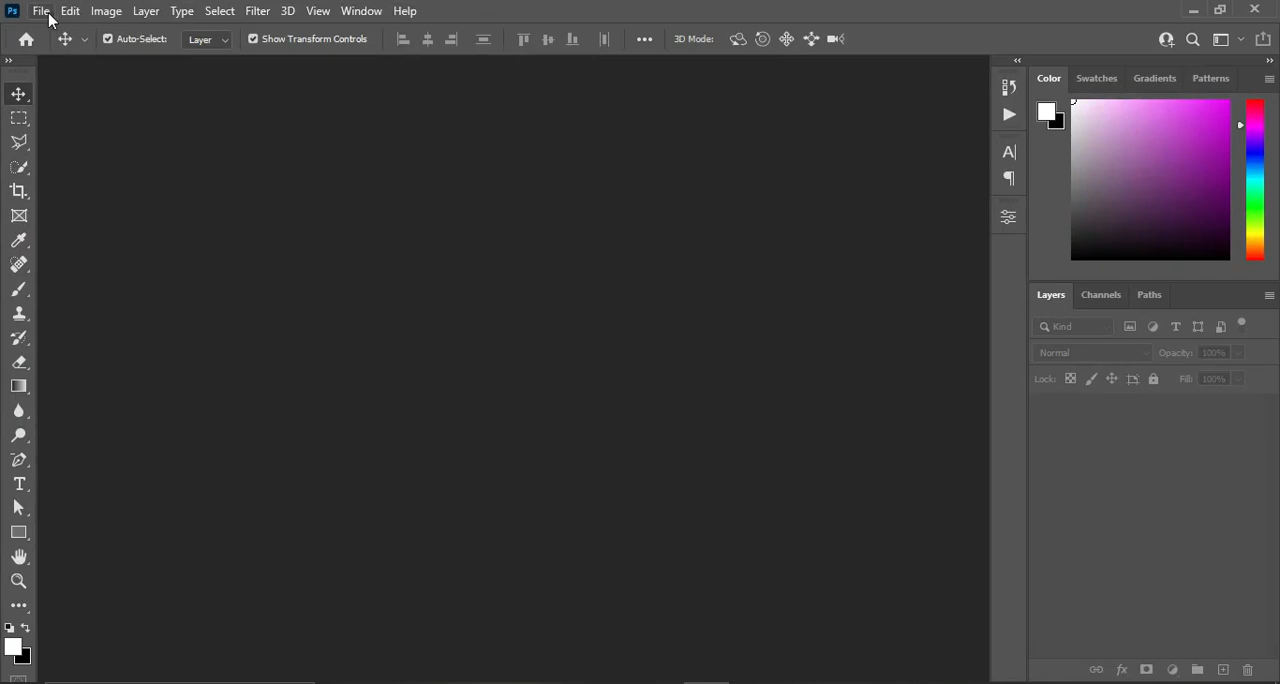 Ps File Edit Image Layer Type Select Filter 3D View Window Help
Auto-Select: Layer Show Transform Controls 3D Mode:
Color Swatches Gradients Patterns
Layers Channels Paths
Kind
Normal Opacity: 100%
Lock: Fill: 100%